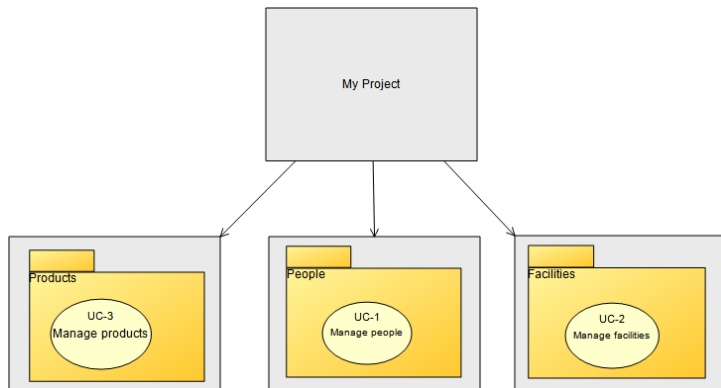 My Project
Products
UC-3
Manage products
People
UC-1
Manage people
Facilities
UC-2
Manage facilities